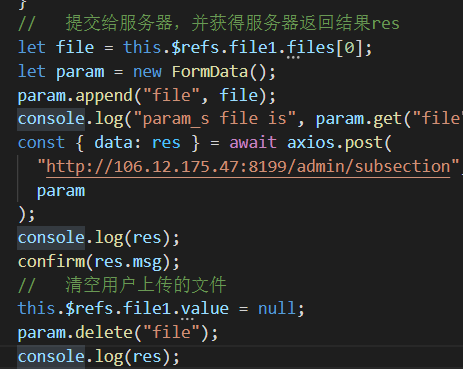 }
//   提交给服务器，并获得服务器返回结果res
let file = this.$refs.file1.files[0];
let param = new FormData();
param.append("file", file);
console.log("param_s file is", param.get("file"
const { data: res } = await axios.post(
"http://106.12.175.47:8199/admin/subsection",
param
);
console.log(res);
confirm(res.msg);
//   清空用户上传的文件
this.$refs.file1.value = null;
param.delete("file");
console.log(res);